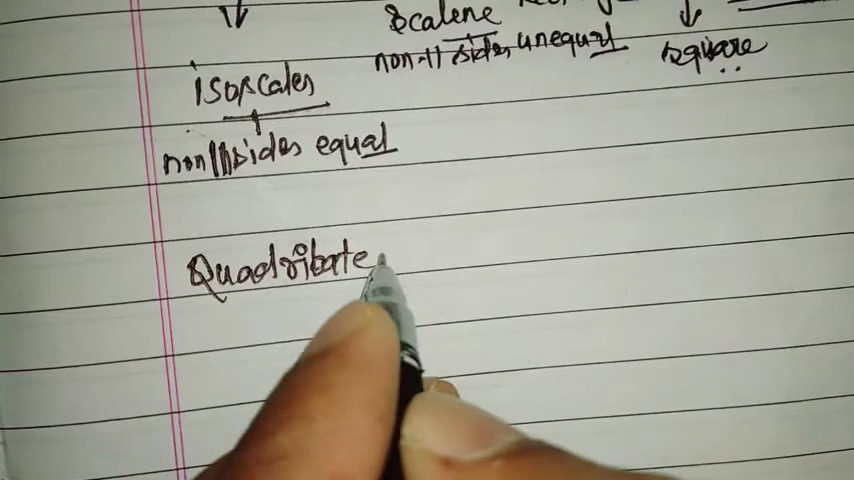 Scalene
non-11 sides unequal
square
isoscales
non11sides equal
Quadribate